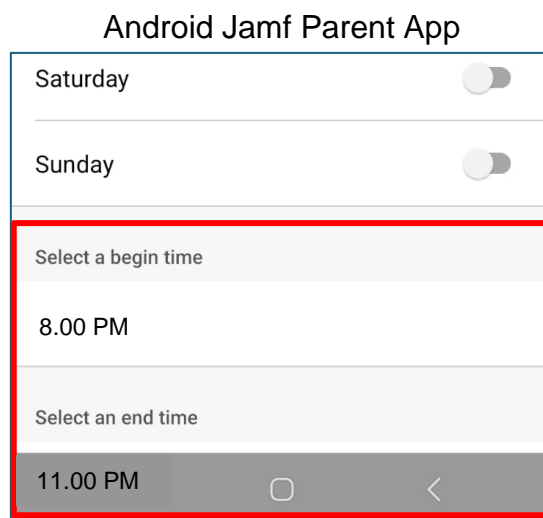 Android Jamf Parent App
Saturday
Sunday
Select a begin time
8.00 PM
Select an end time
11.00 PM